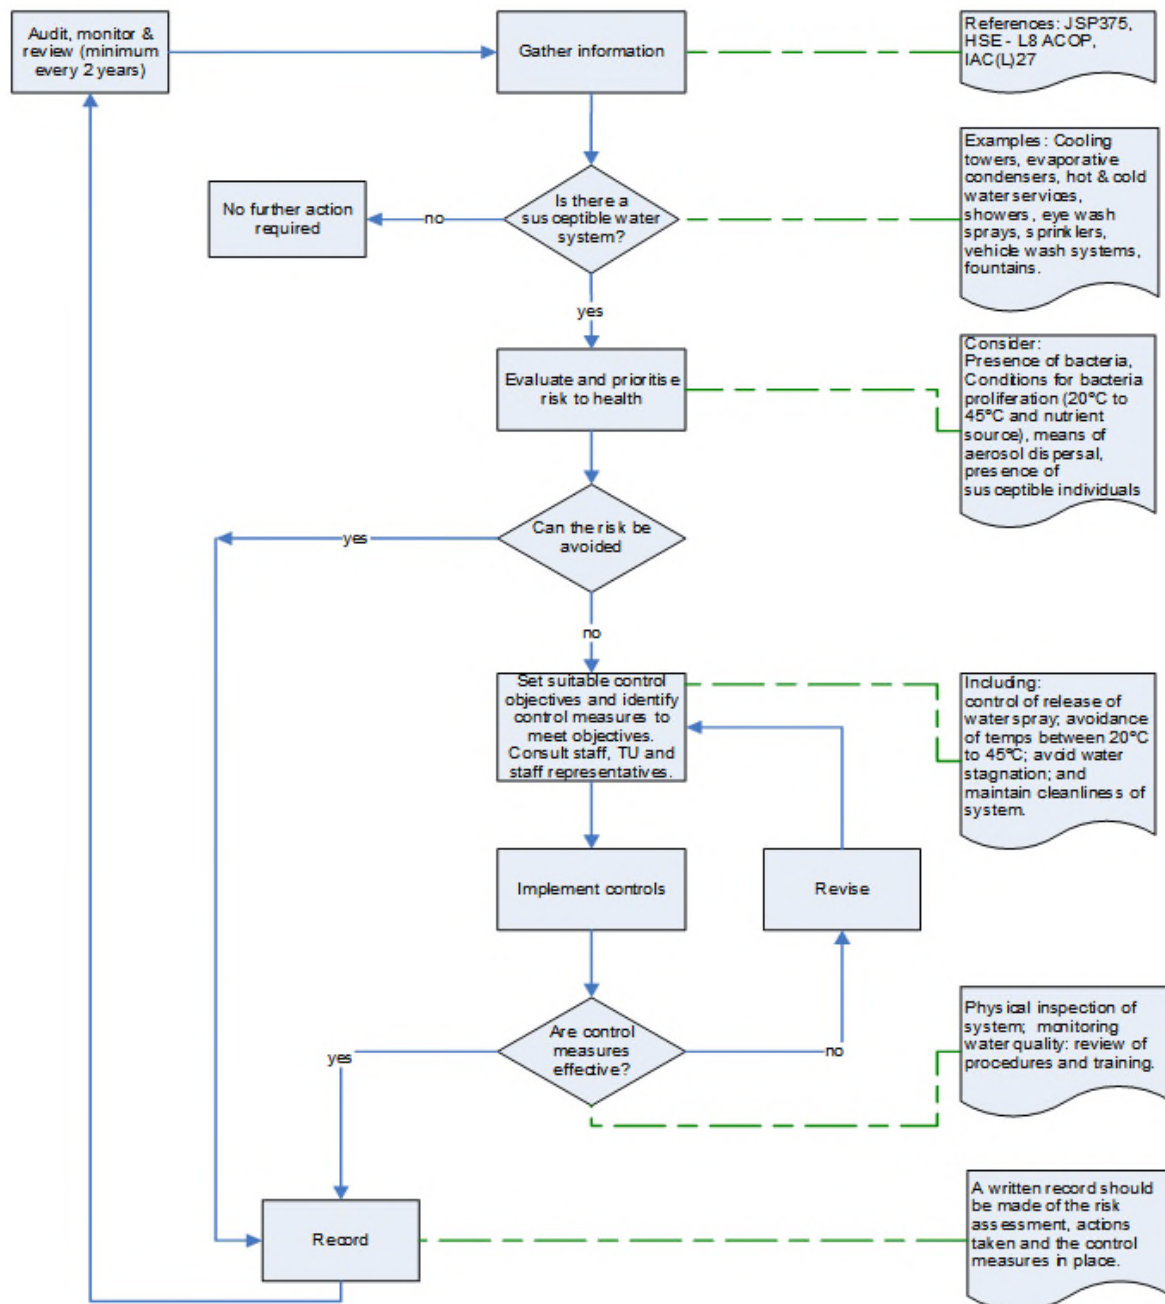 Audit, monitor &
review (minimum
every 2 years)
Gather information
References: JSP375,
HSE - L8 ACOP,
IAC(L)27
Examples: Cooling
towers, evaporative
condensers, hot & cold
water services,
showers, eye wash
sprays, sprinklers,
vehicle wash systems,
fountains.
No further action
required
no
Is there a
susceptible water
system?
yes
Evaluate and prioritise
risk to health
Consider:
Presence of bacteria,
Conditions for bacteria
proliferation (20°C to
45°C and nutrient
source), means of
aerosol dispersal,
presence of
susceptible individuals
yes
Can the risk be
avoided
no
Set suitable control
objectives and identify
control measures to
meet objectives.
Consult staff, TU and
staff representatives.
Including:
control of release of
water spray; avoidance
of temps between 20°C
to 45°C; avoid water
stagnation; and
maintain cleanliness of
system.
Implement controls
Revise
yes
Are control
measures
effective?
no
Physical inspection of
system; monitoring
water quality: review of
procedures and training.
Record
A written record should
be made of the risk
assessment, actions
taken and the control
measures in place.